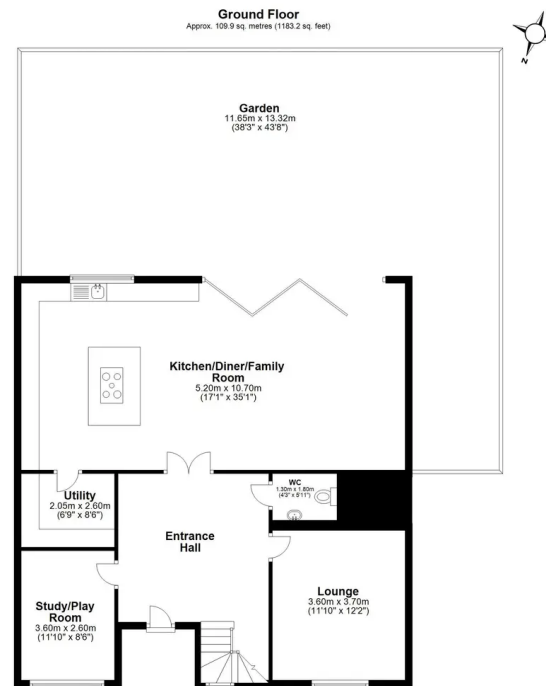 Ground Floor
Approx. 109.9 sq. metres (1183.2 sq. feet)
N
Garden
11.65m x 13.32m
(38'3" x 43'8")
Kitchen/Diner/Family
Room
5.20m x 10.70m
(17'1" x 35'1")
Utility
2.05m x 2.60m
(6'9" x 8'6")
WC
1.30m x 1.80m
(4'3" x 5'11")
Entrance
Hall
Study/Play
Room
3.60m x 2.60m
(11'10" x 8'6")
Lounge
3.60m x 3.70m
(11'10" x 12'2")